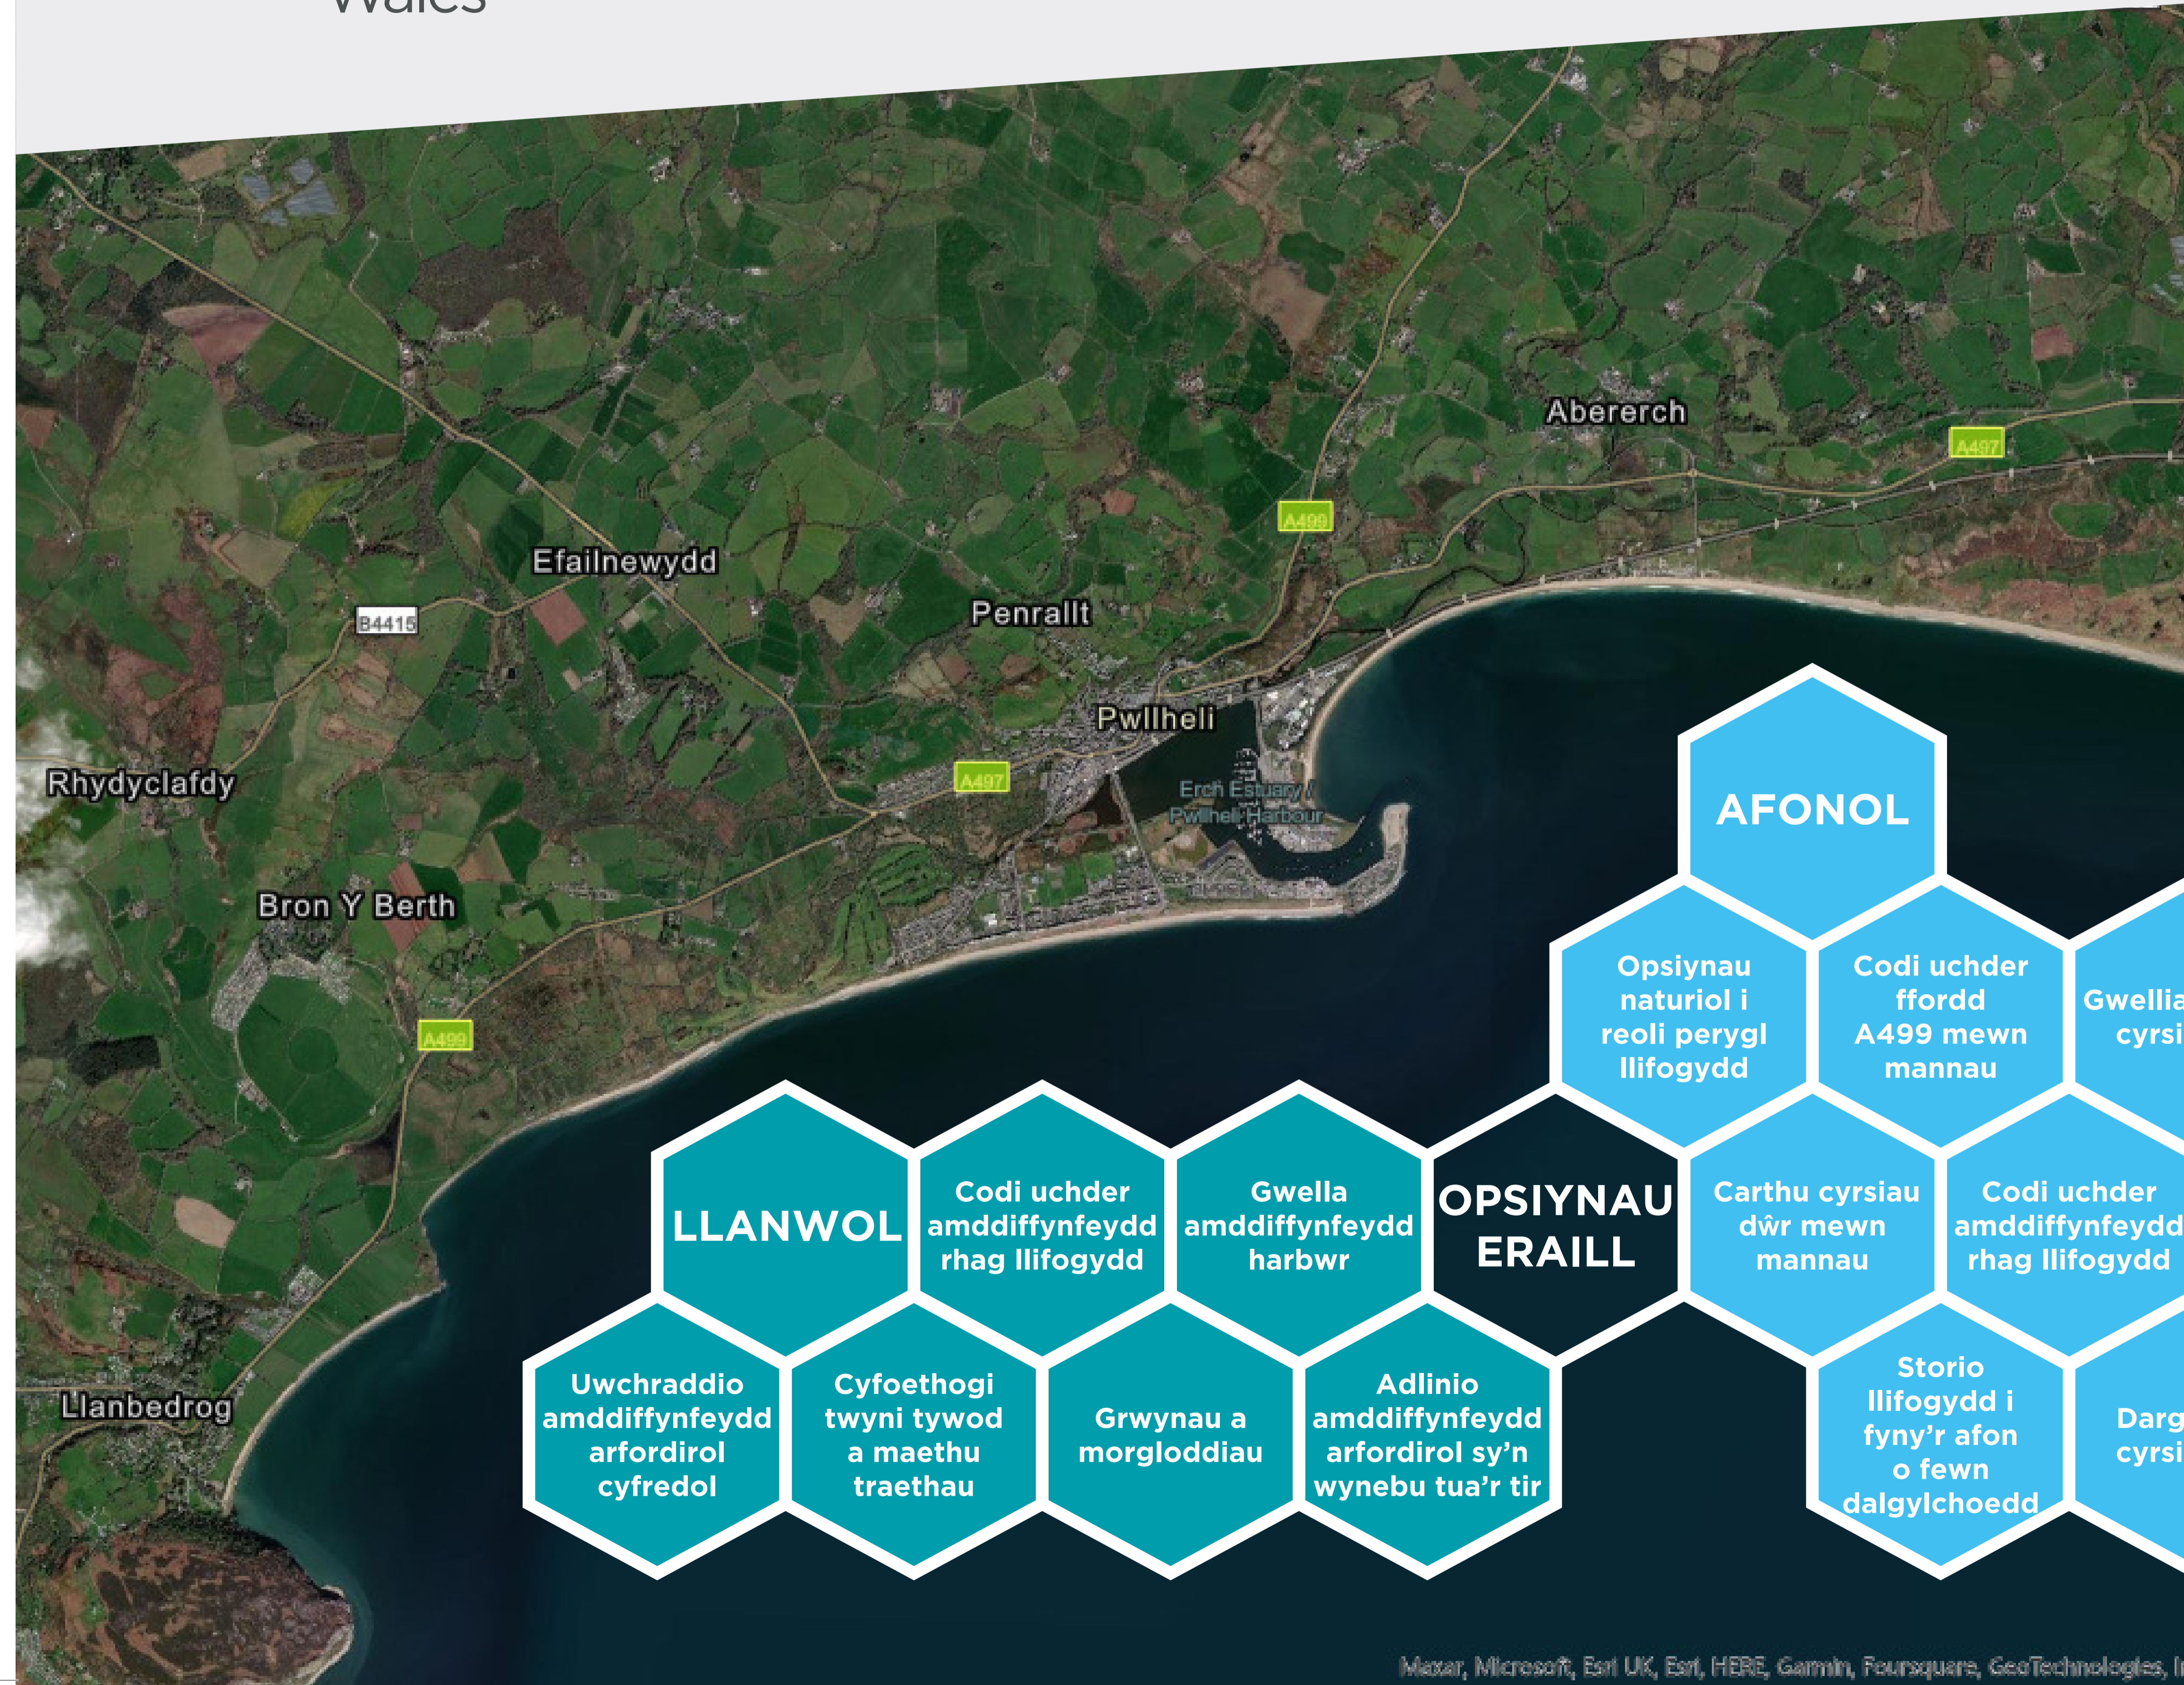 Wales
Abererch
A497
A499
Efailnewydd
Penrallt
B4415
Pwllheli
Rhydyclafdy
A497
Erch Estuary /
Pwllheli Harbour
Bron Y Berth
A499
Llanbedrog
AFONOL
Opsiynau
naturiol i
reoli perygl
llifogydd
Codi uchder
ffordd
A499 mewn
mannau
LLANWOL
Codi uchder
amddiffynfeydd
rhag llifogydd
Gwella
amddiffynfeydd
harbwr
OPSIYNAU
ERAILL
Carthu cyrsiau
dŵr mewn
mannau
Codi uchder
amddiffynfeydd
rhag llifogydd
Uwchraddio
amddiffynfeydd
arfordirol
cyfredol
Cyfoethogi
twyni tywod
a maethu
traethau
Grwynau a
morgloddiau
Adlinio
amddiffynfeydd
arfordirol sy'n
wynebu tua'r tir
Storio
llifogydd i
fyny'r afon
o fewn
dalgylchoedd
Maxar, Microsoft, Esri UK, Esri, HERE, Garmin, Foursquare, GeoTechnologies,